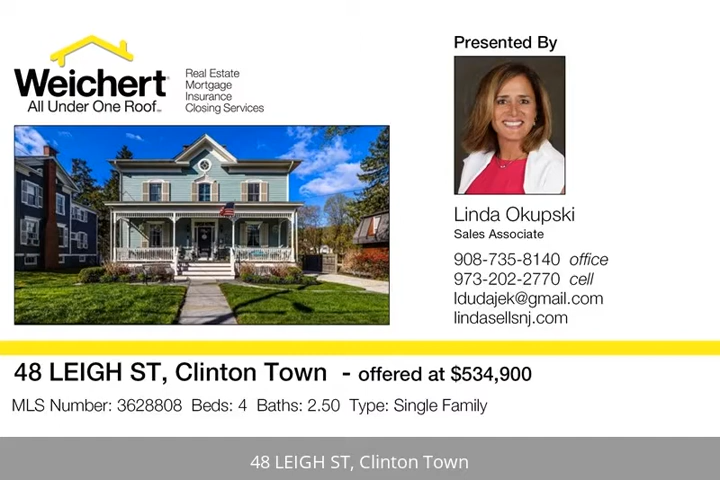 Weichert®
All Under One Roof℠
Real Estate
Mortgage
Insurance
Closing Services
Presented By
Linda Okupski
Sales Associate
908-735-8140 office
973-202-2770 cell
ldudajek@gmail.com
lindasellsnj.com
48 LEIGH ST, Clinton Town - offered at $534,900
MLS Number: 3628808 Beds: 4 Baths: 2.50 Type: Single Family
48 LEIGH ST, Clinton Town